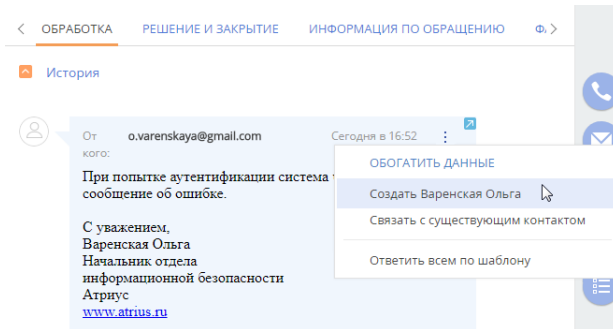 ОБРАБОТКА РЕШЕНИЕ И ЗАКРЫТИЕ ИНФОРМАЦИЯ ПО ОБРАЩЕНИЮ
История
От кого: o.varenskaya@gmail.com Сегодня в 16:52
При попытке аутентификации система
сообщение об ошибке.
С уважением,
Варенская Ольга
Начальник отдела
информационной безопасности
Атриус
www.atrius.ru
ОБОГАТИТЬ ДАННЫЕ
Создать Варенская Ольга
Связать с существующим контактом
Ответить всем по шаблону